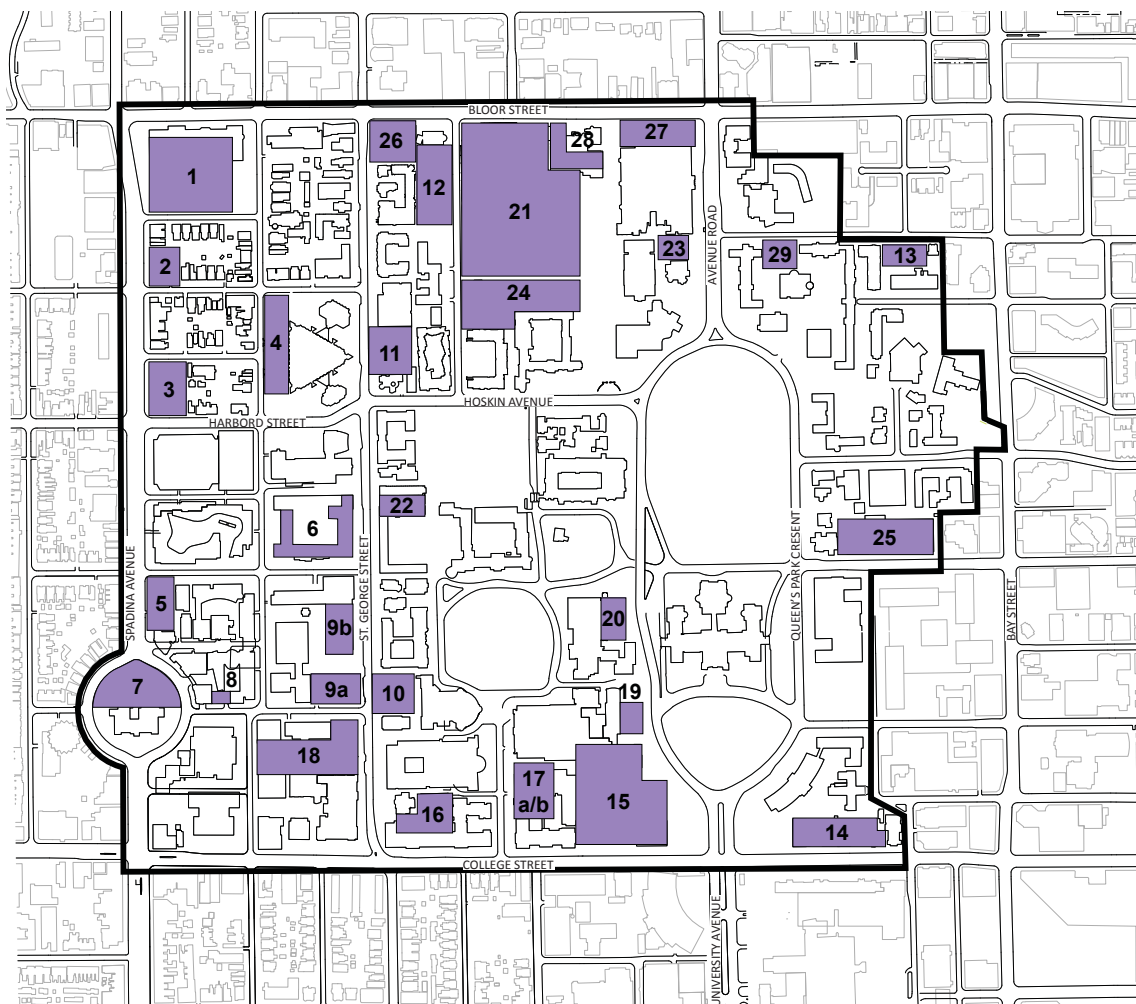 BLOOR STREET
26
27
28
1
12
21
AVENUE ROAD
23
29
13
2
24
4
11
3
HOSKIN AVENUE
HARBORD STREET
22
6
25
SPADINA AVENUE
ST. GEORGE STREET
QUEEN'S PARK CRESENT
BAY STREET
5
9b
20
8
7
9a
10
19
18
17
a/b
15
16
14
COLLEGE STREET
UNIVERSITY AVENUE